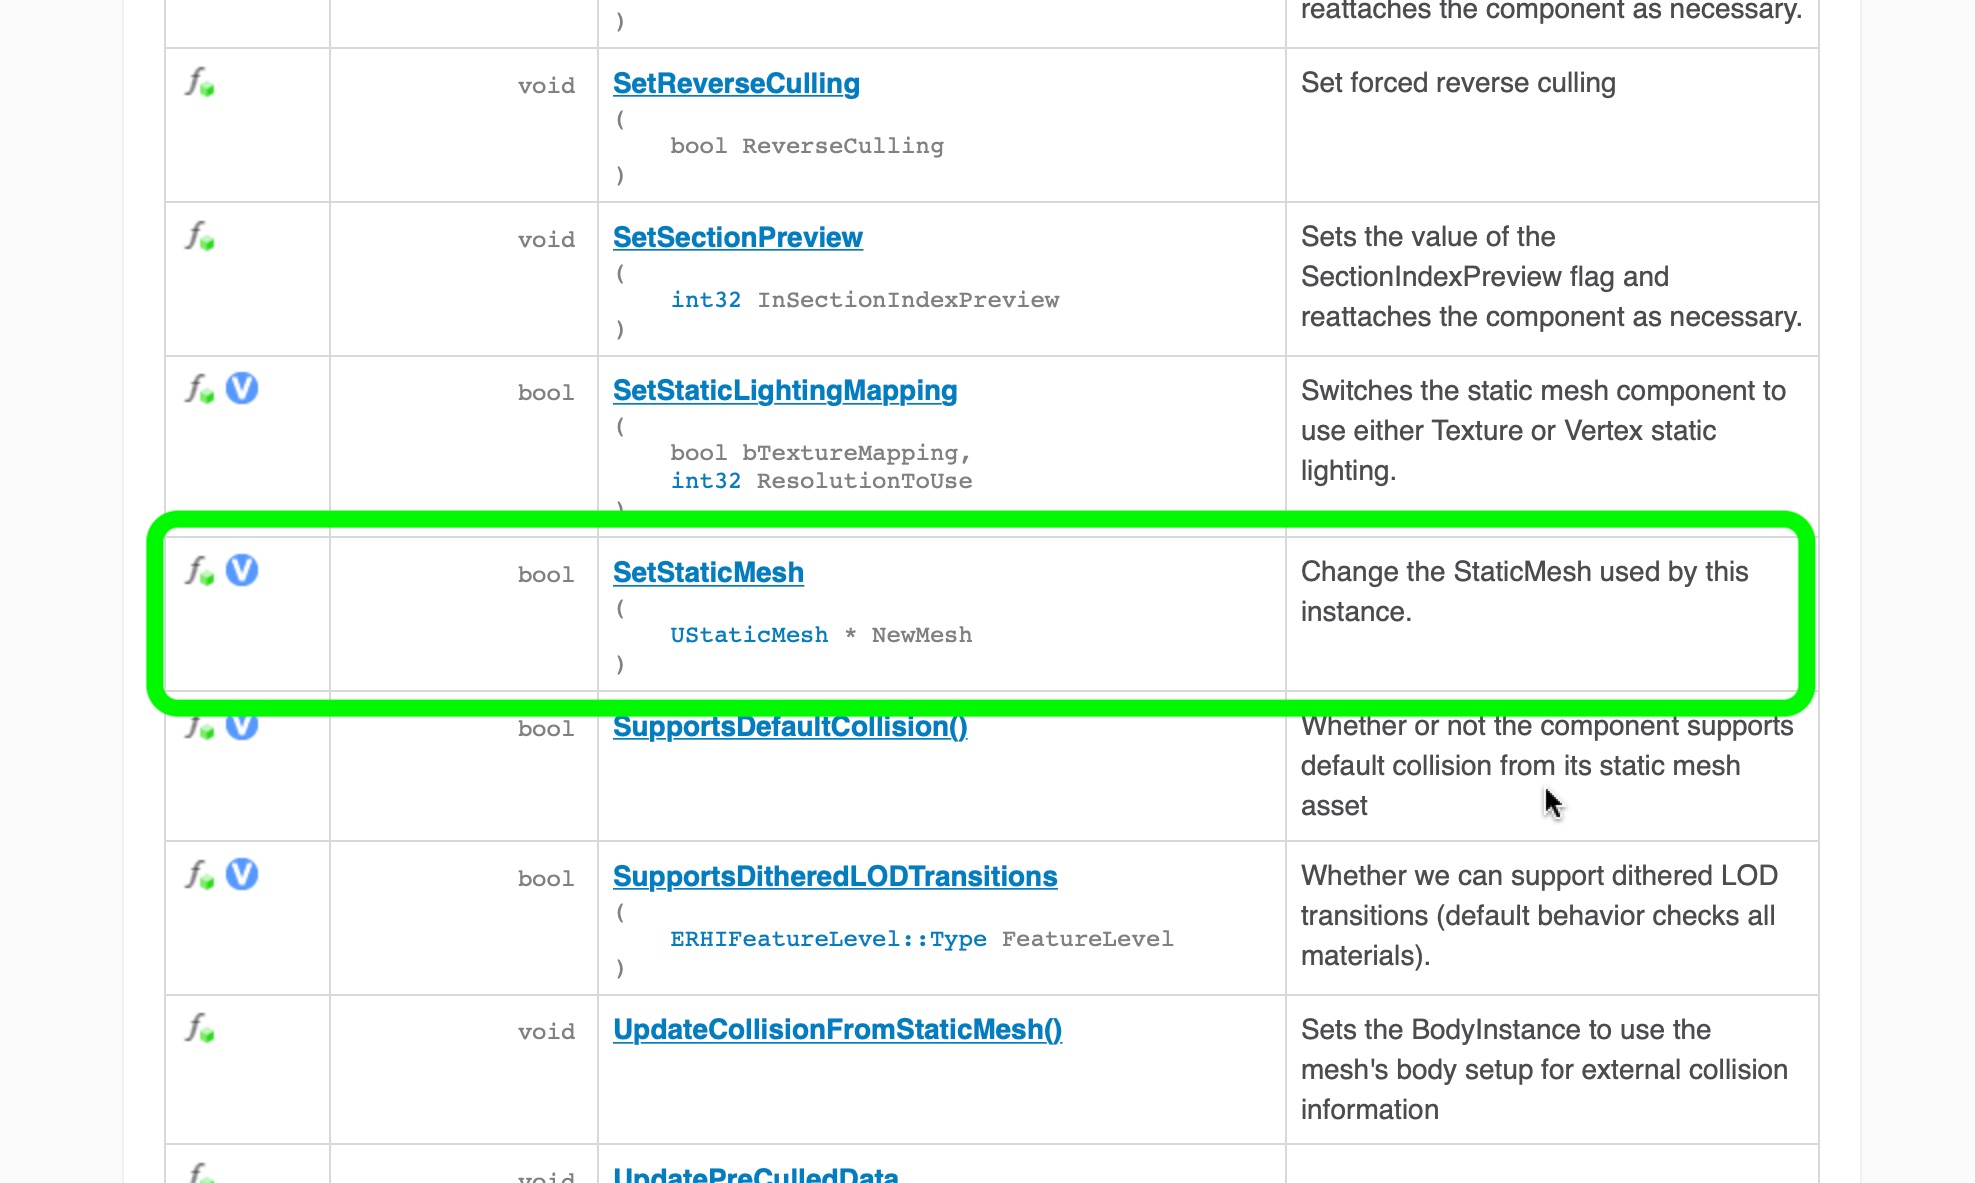 )
reattaches the component as necessary.
void
SetReverseCulling
(
bool ReverseCulling
)
Set forced reverse culling
void
SetSectionPreview
(
int32 InSectionIndexPreview
)
Sets the value of the
SectionIndexPreview flag and
reattaches the component as necessary.
V
bool
SetStaticLightingMapping
(
bool bTextureMapping,
int32 ResolutionToUse
)
Switches the static mesh component to
use either Texture or Vertex static
lighting.
V
bool
SetStaticMesh
(
UStaticMesh * NewMesh
)
Change the StaticMesh used by this
instance.
V
bool
SupportsDefaultCollision()
Whether or not the component supports
default collision from its static mesh
asset
V
bool
SupportsDitheredLODTransitions
(
ERHIFeatureLevel::Type FeatureLevel
)
Whether we can support dithered LOD
transitions (default behavior checks all
materials).
void
UpdateCollisionFromStaticMesh()
Sets the BodyInstance to use the
mesh's body setup for external collision
information
void
UpdatePreCulledData